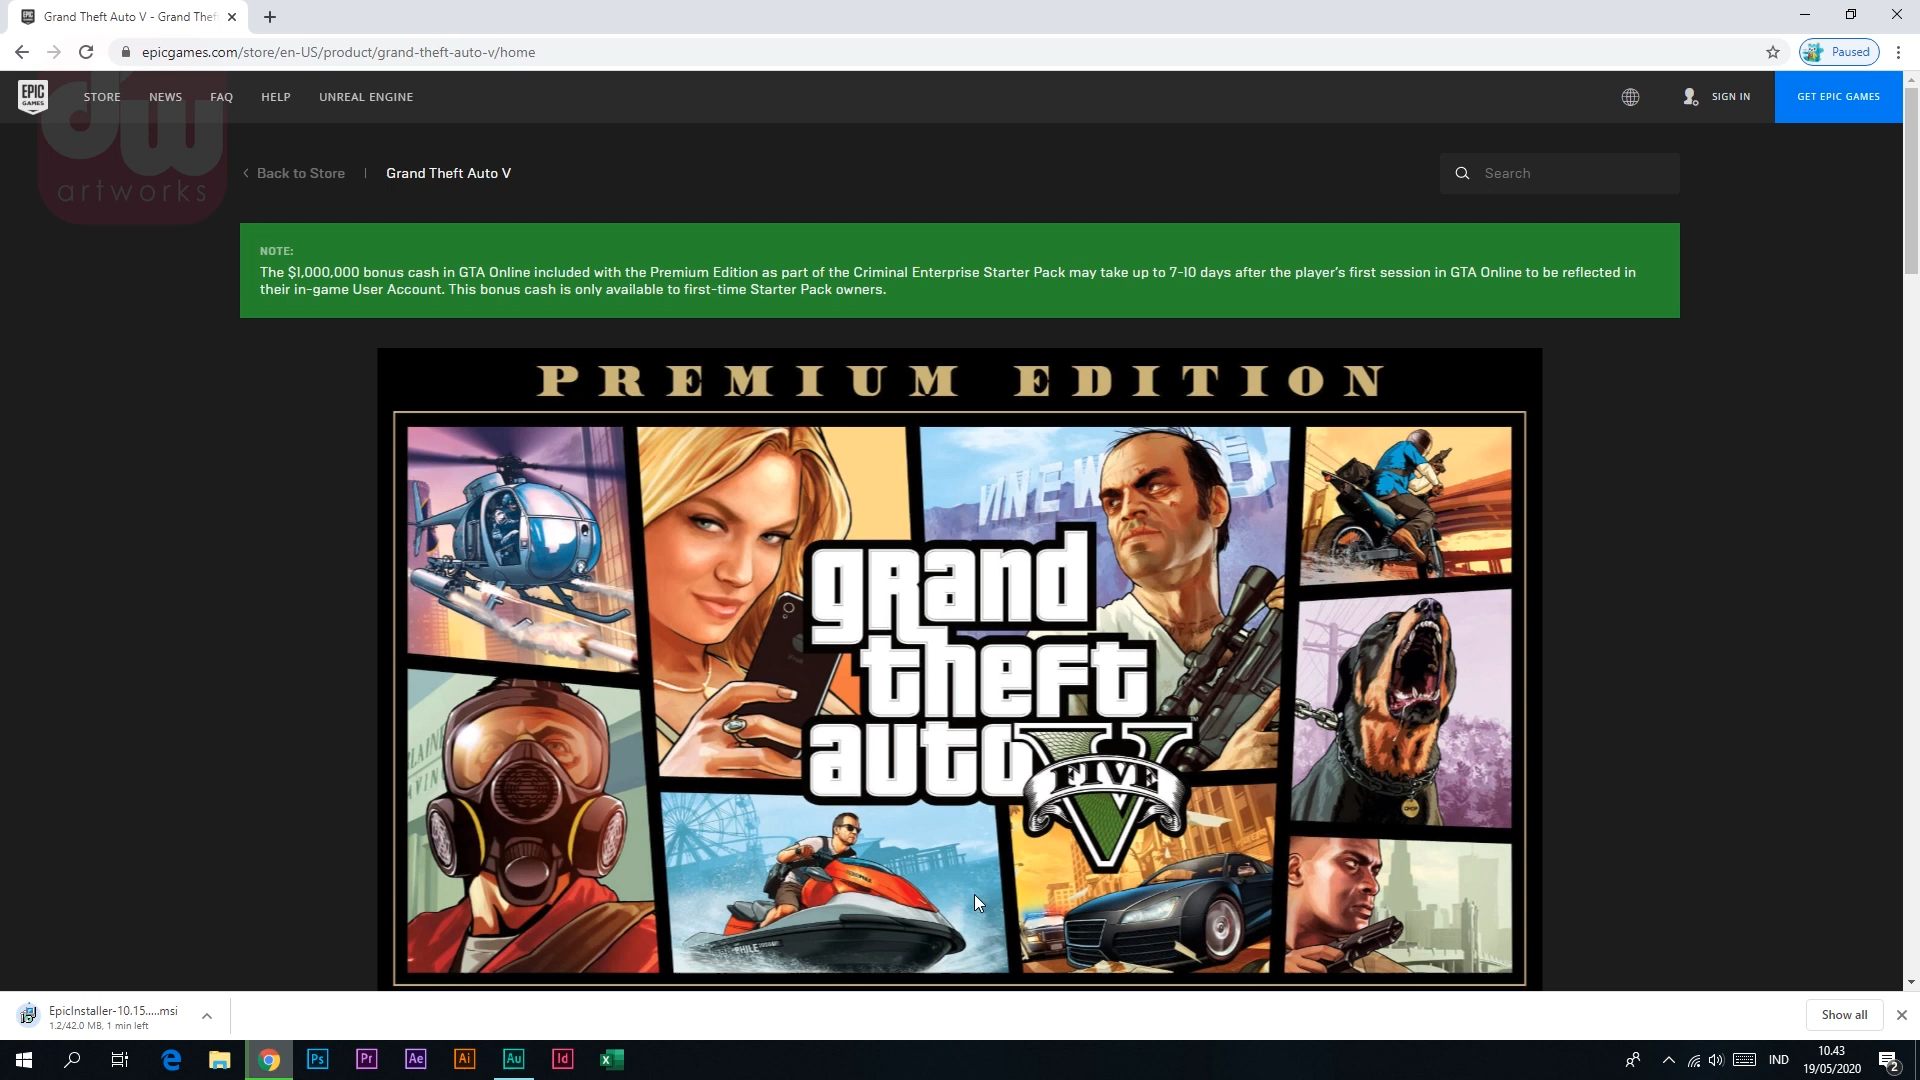 Grand Theft Auto V - Grand Thef
epicgames.com/store/en-US/product/grand-theft-auto-v/home
Paused
EPIC
GAMES
STORE
NEWS
FAQ
HELP
UNREAL ENGINE
SIGN IN
GET EPIC GAMES
dw
artworks
Back to Store
Grand Theft Auto V
Search
NOTE:
The $1,000,000 bonus cash in GTA Online included with the Premium Edition as part of the Criminal Enterprise Starter Pack may take up to 7-10 days after the player's first session in GTA Online to be reflected in
their in-game User Account. This bonus cash is only available to first-time Starter Pack owners.
PREMIUM EDITION
VINEW
grand
theft
auto V
FIVE
TM
CHOP
EpicInstaller-10.15.....msi
1.2/42.0 MB, 1 min left
Show all
Ps
Pr
Ae
Ai
Au
Id
IND
10.43
19/05/2020
2